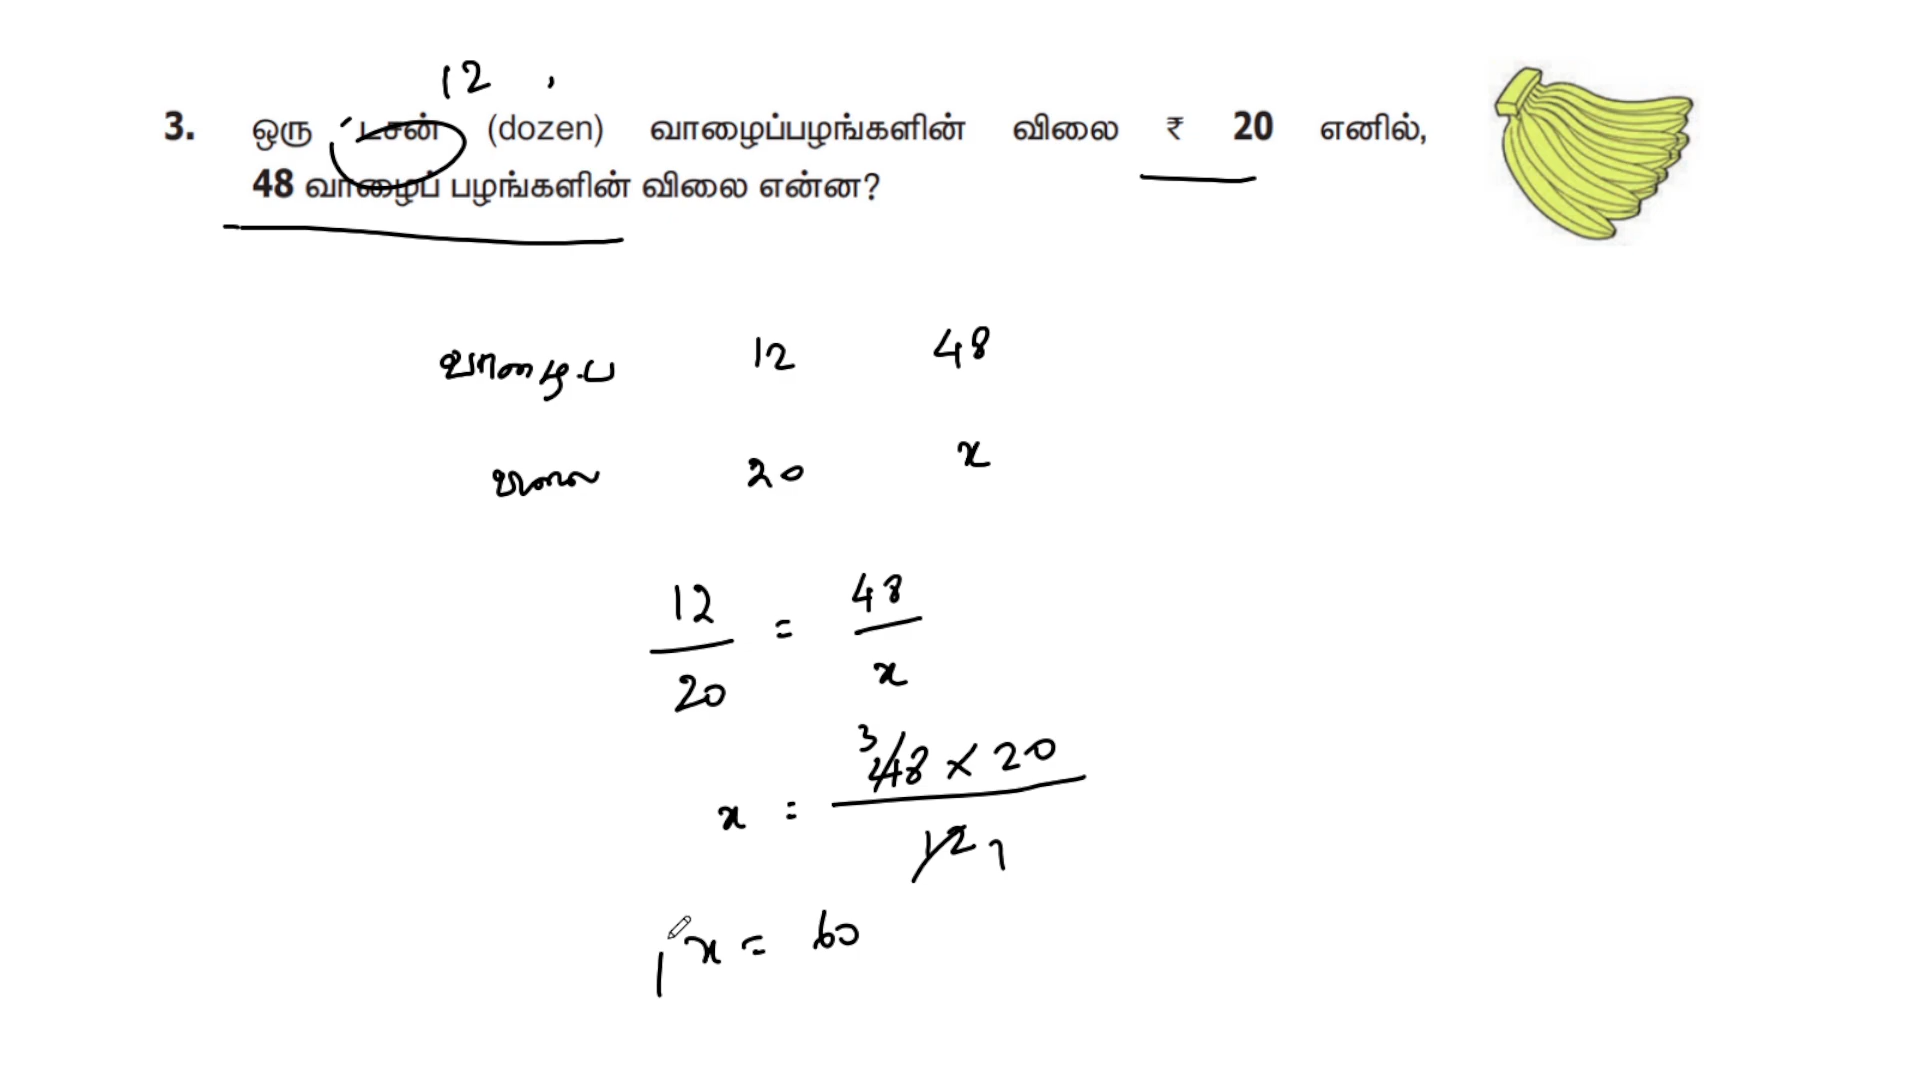 12
3. ஒரு டசன் (dozen) வாழைப்பழங்களின் விலை ₹ 20 எனில்,
48 வாழைப் பழங்களின் விலை என்ன?
வாழைப 12 48
விலை 20 x
12/20 = 48/x
x = 3 48 × 20 / 12 1
x = 60